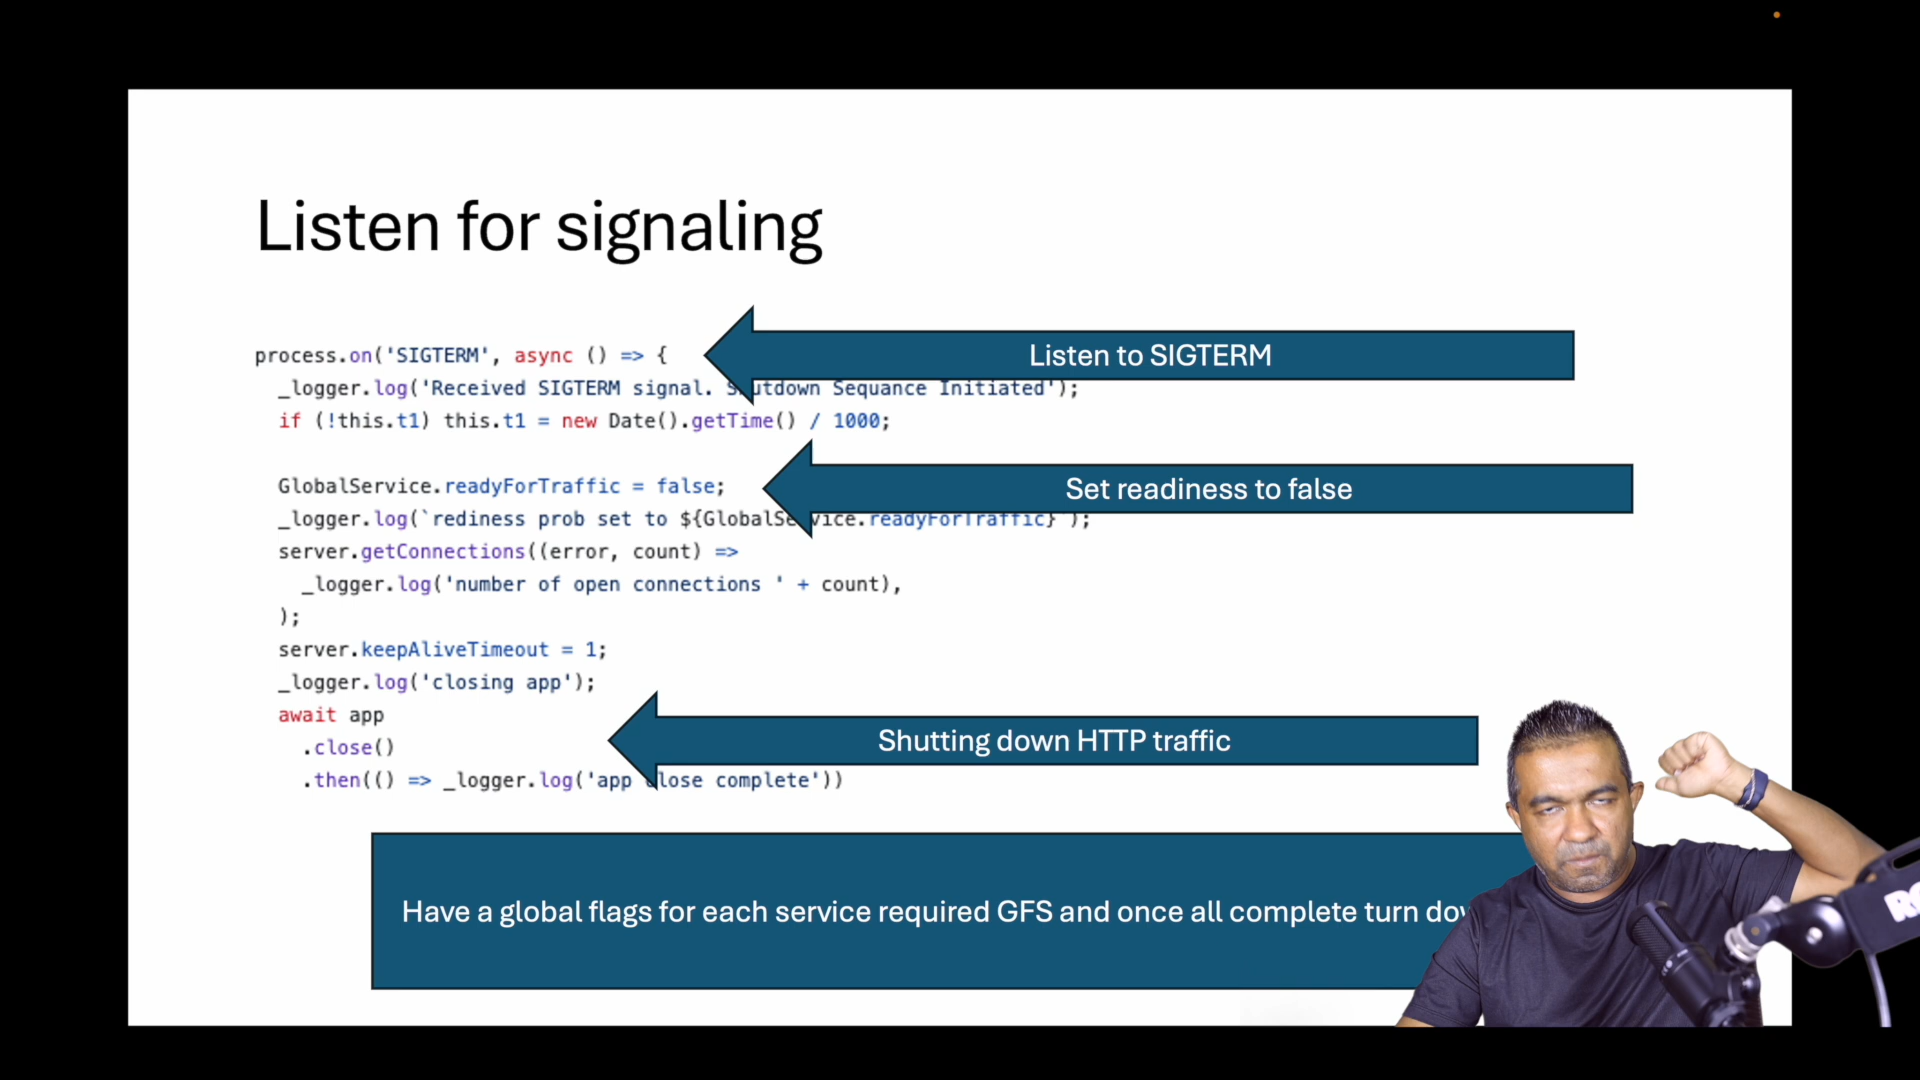 Listen for signaling
process.on('SIGTERM', async () => {
Listen to SIGTERM
_logger.log('Received SIGTERM signal. Shutdown Sequance Initiated');
if (!this.t1) this.t1 = new Date().getTime() / 1000;
GlobalService.readyForTraffic = false;
Set readiness to false
_logger.log(`rediness prob set to ${GlobalService.readyForTraffic}`);
server.getConnections((error, count) =>
_logger.log('number of open connections ' + count),
);
server.keepAliveTimeout = 1;
_logger.log('closing app');
await app
.close()
Shutting down HTTP traffic
.then(() => _logger.log('app close complete'))
Have a global flags for each service required GFS and once all complete turn